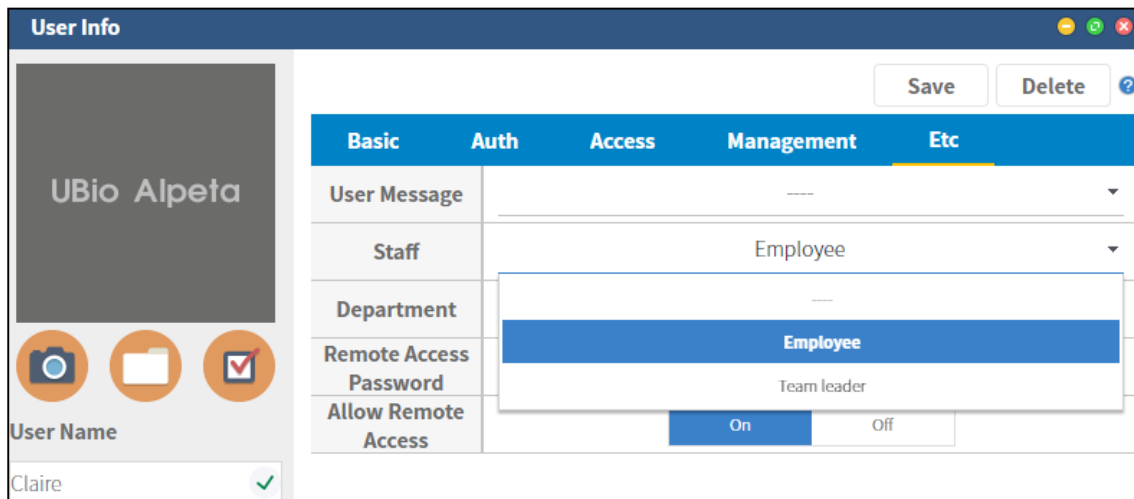 User Info
Save
Delete
?
UBio Alpeta
Basic
Auth
Access
Management
Etc
User Message
----
Staff
Employee
----
Employee
Team leader
Department
Remote Access
Password
Allow Remote
Access
On
Off
User Name
Claire